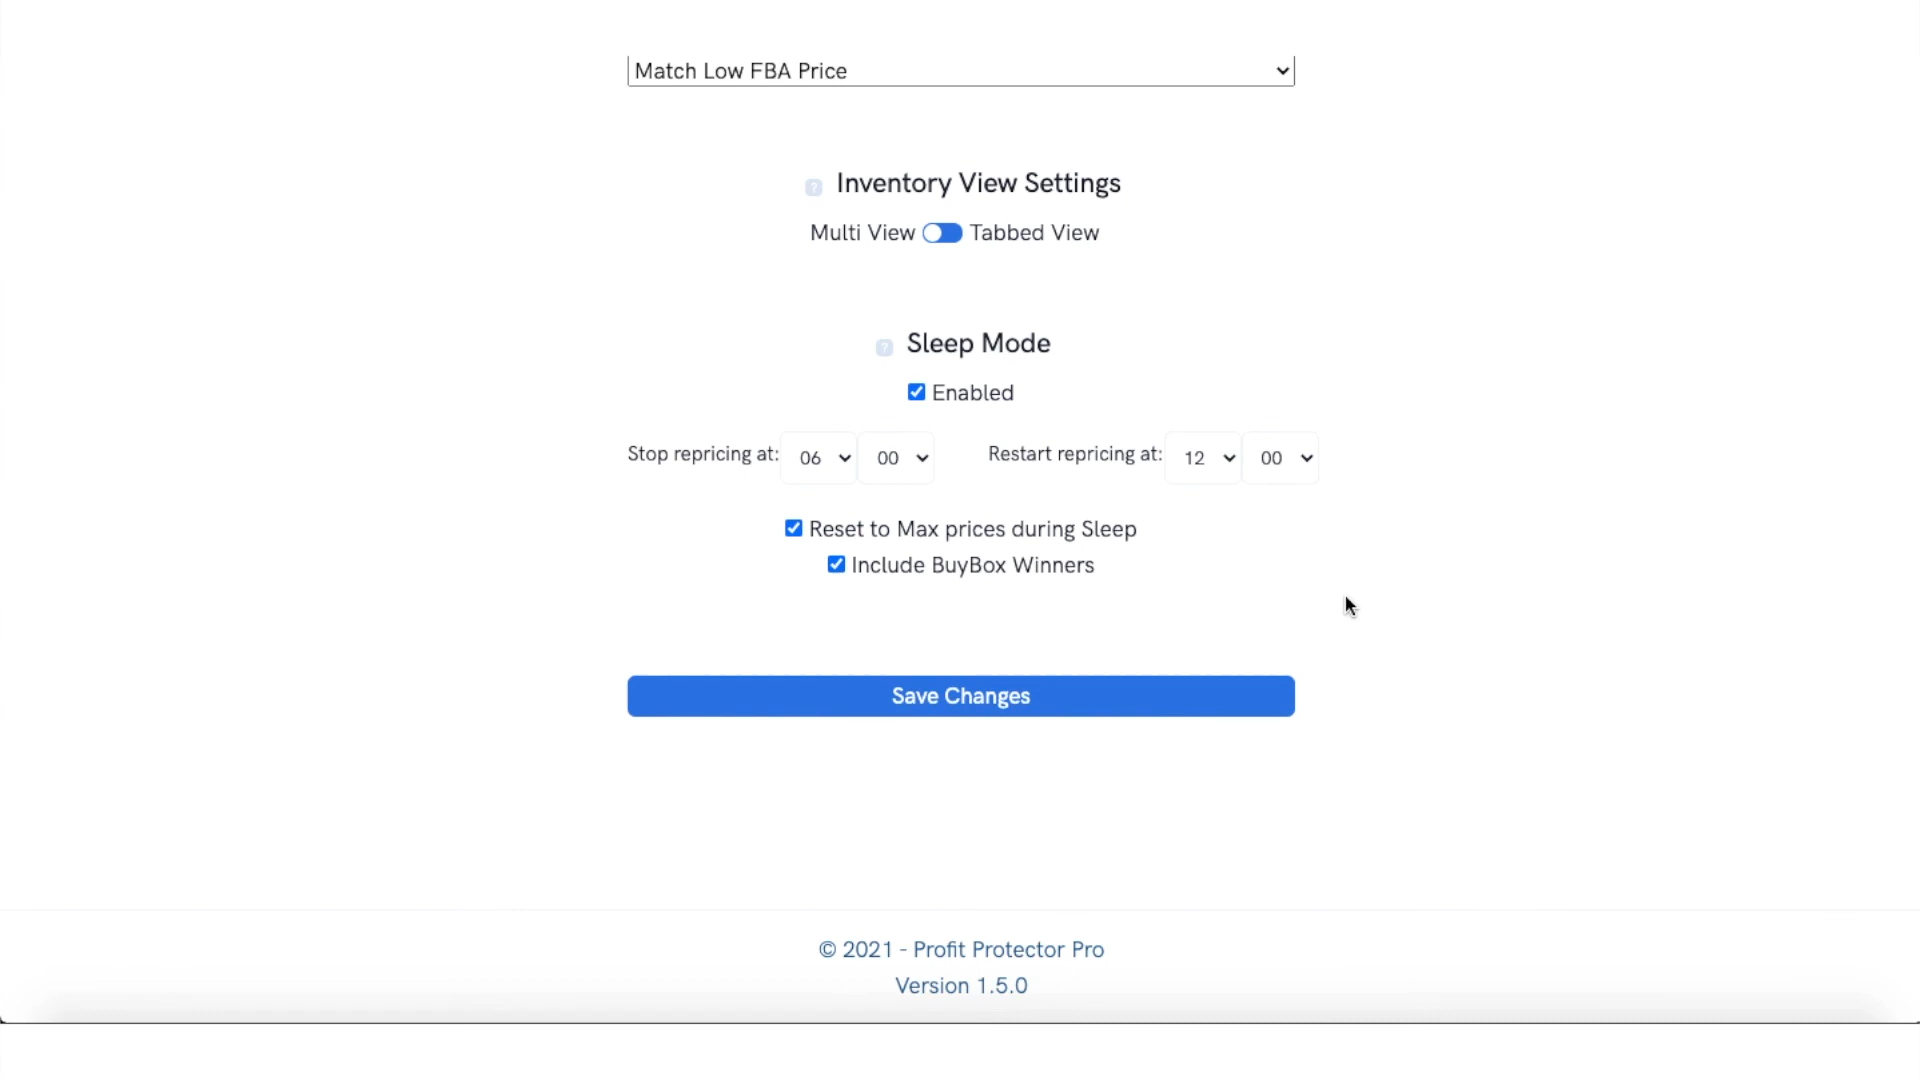 Match Low FBA Price
? Inventory View Settings
Multi View Tabbed View
? Sleep Mode
Enabled
Stop repricing at: 06 00 Restart repricing at: 12 00
Reset to Max prices during Sleep
Include BuyBox Winners
Save Changes
© 2021 - Profit Protector Pro
Version 1.5.0